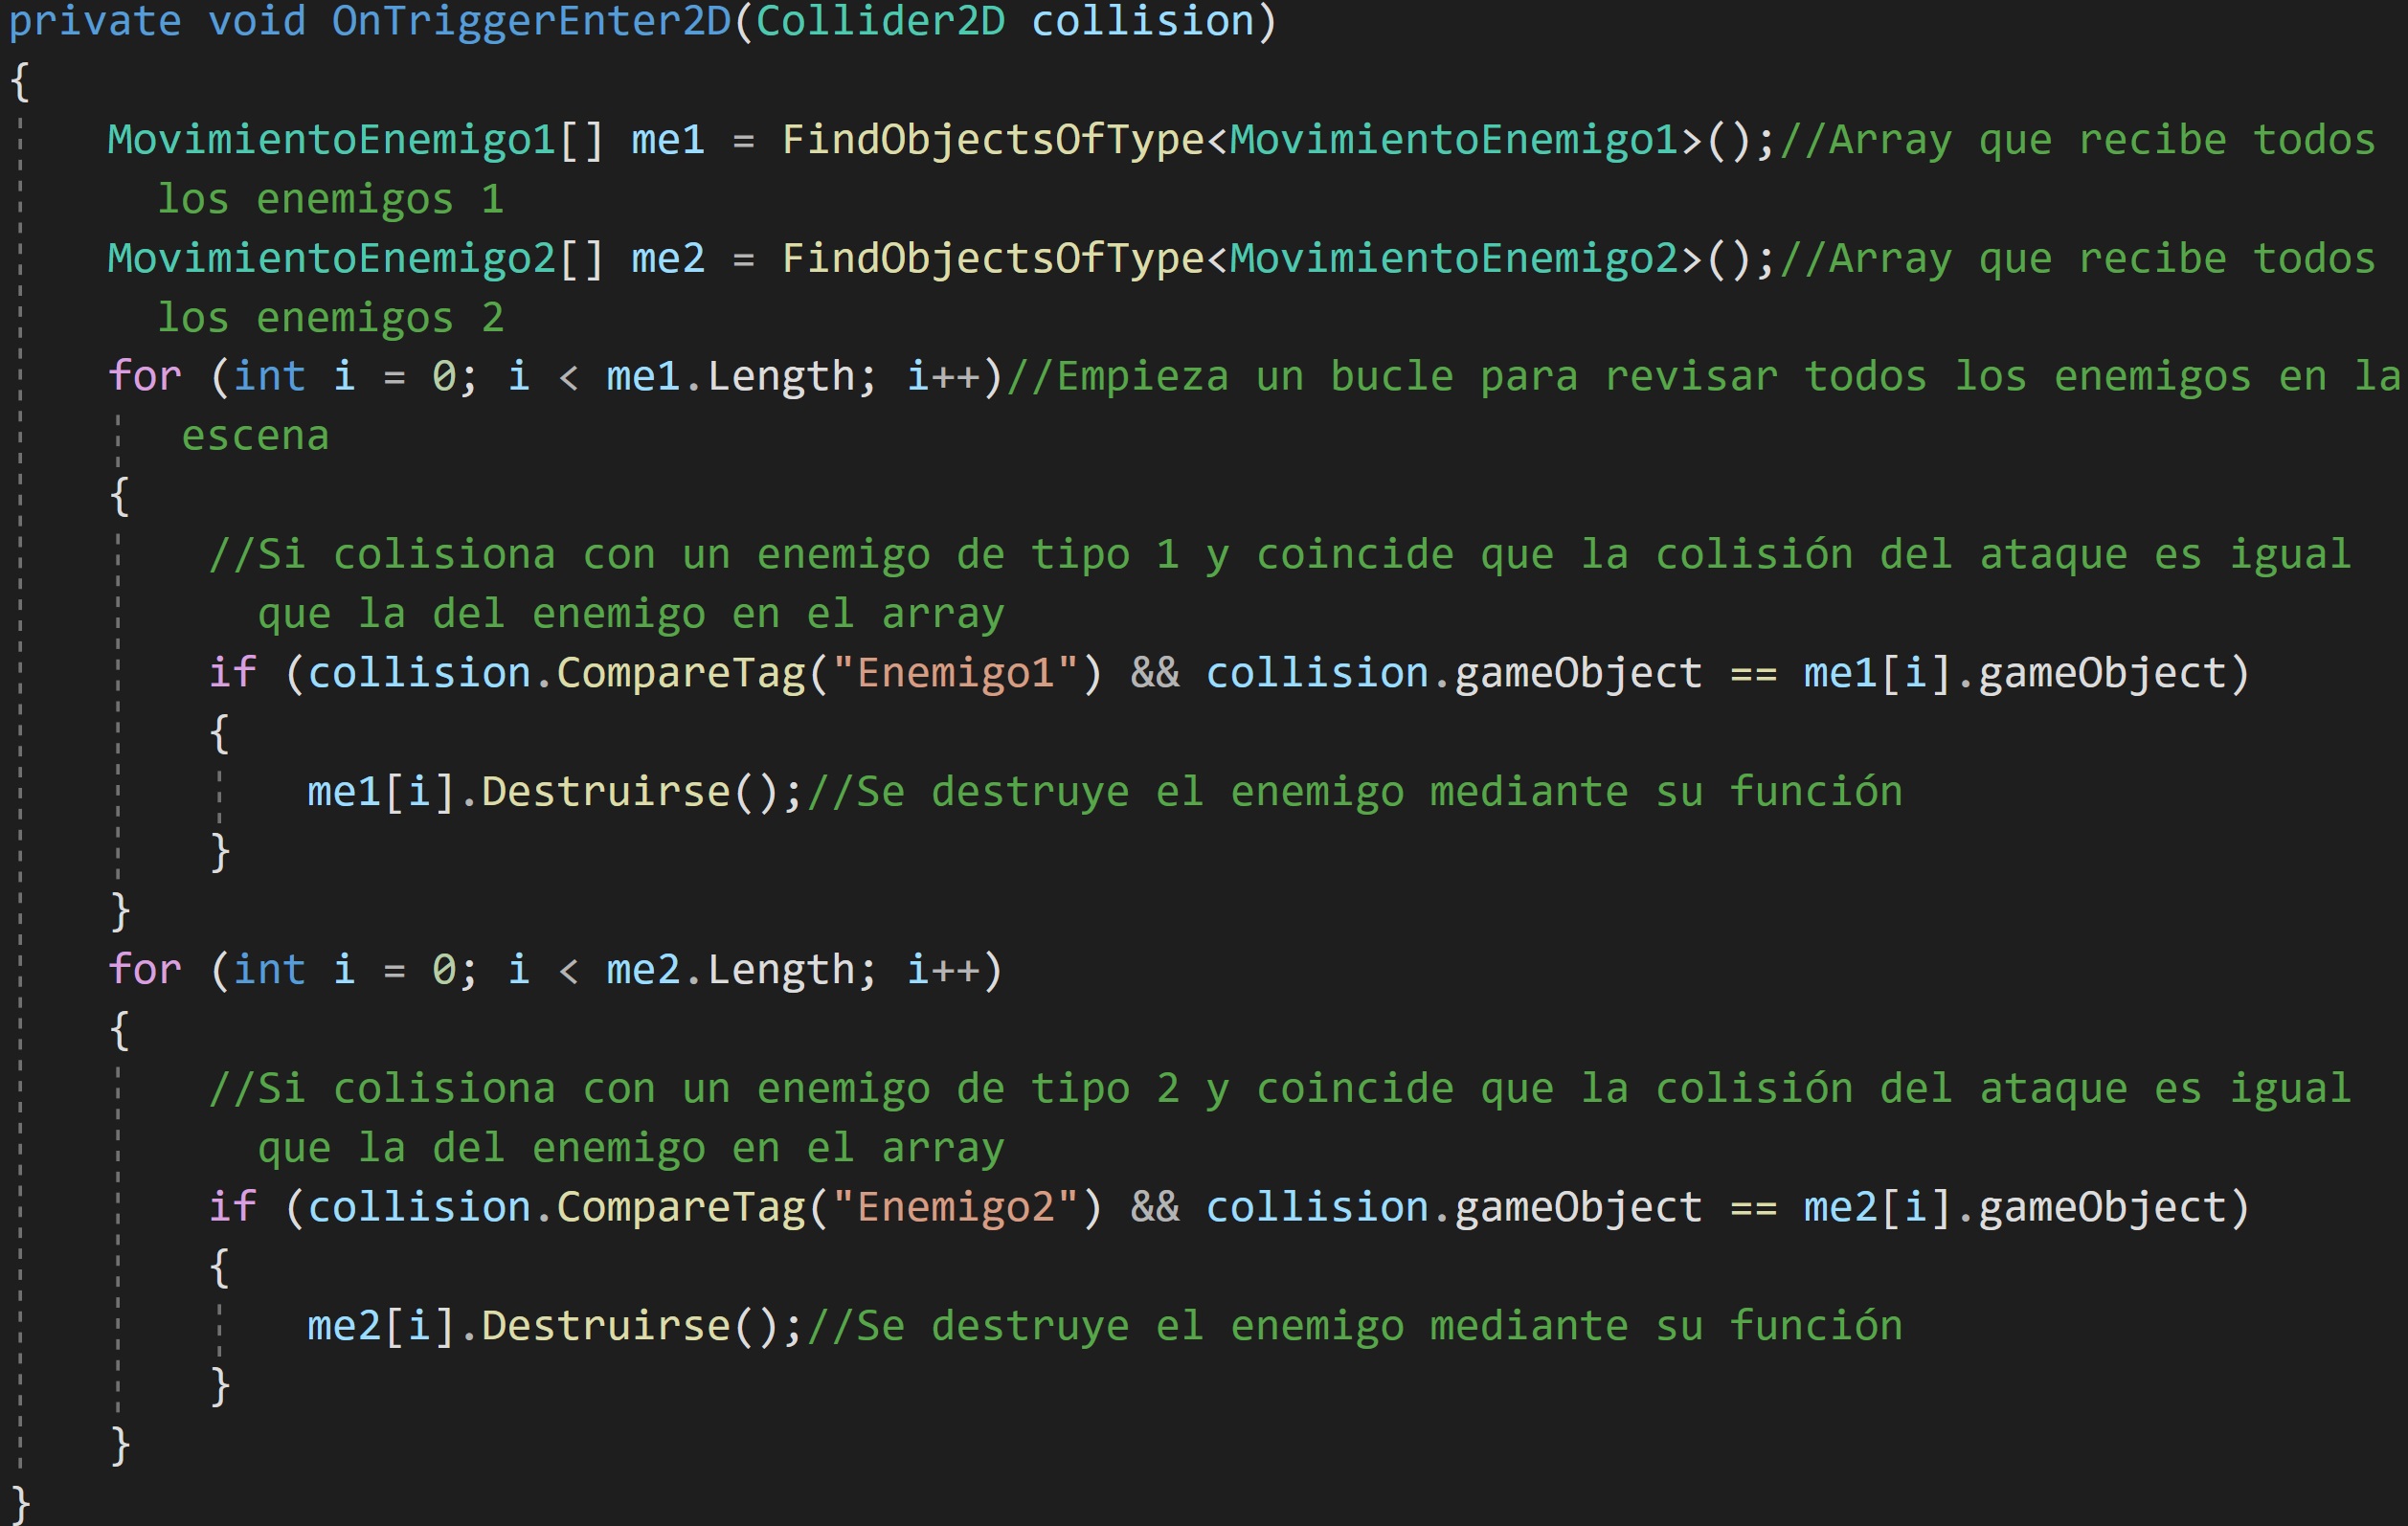 private void OnTriggerEnter2D(Collider2D collision)
{
MovimientoEnemigo1[] me1 = FindObjectsOfType<MovimientoEnemigo1>();//Array que recibe todos
los enemigos 1
MovimientoEnemigo2[] me2 = FindObjectsOfType<MovimientoEnemigo2>();//Array que recibe todos
los enemigos 2
for (int i = 0; i < me1.Length; i++)//Empieza un bucle para revisar todos los enemigos en la
escena
{
//Si colisiona con un enemigo de tipo 1 y coincide que la colisión del ataque es igual
que la del enemigo en el array
if (collision.CompareTag("Enemigo1") && collision.gameObject == me1[i].gameObject)
{
me1[i].Destruirse();//Se destruye el enemigo mediante su función
}
}
for (int i = 0; i < me2.Length; i++)
{
//Si colisiona con un enemigo de tipo 2 y coincide que la colisión del ataque es igual
que la del enemigo en el array
if (collision.CompareTag("Enemigo2") && collision.gameObject == me2[i].gameObject)
{
me2[i].Destruirse();//Se destruye el enemigo mediante su función
}
}
}